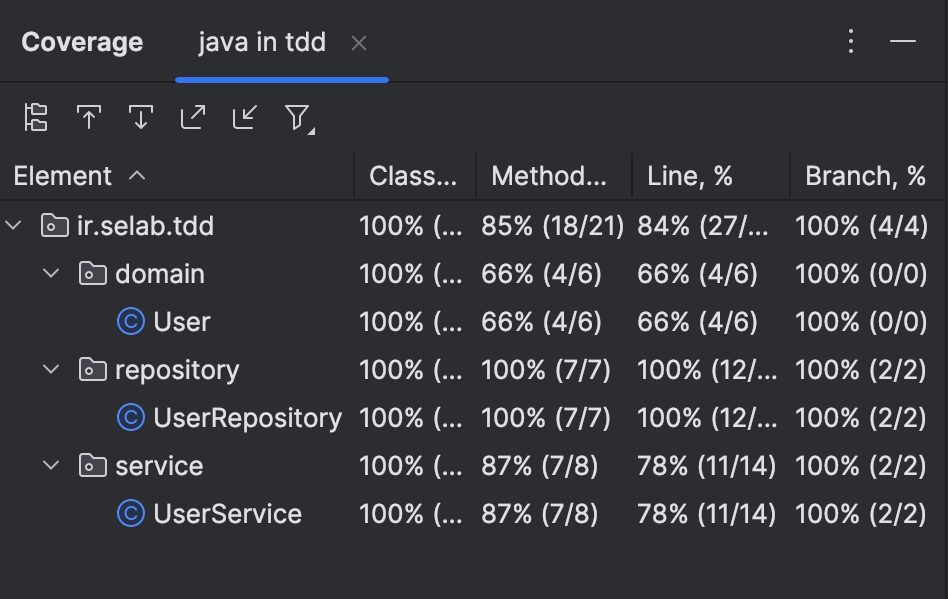 Coverage java in tdd
Element Class... Method... Line, % Branch, %
ir.selab.tdd 100% (... 85% (18/21) 84% (27/... 100% (4/4)
domain 100% (... 66% (4/6) 66% (4/6) 100% (0/0)
User 100% (... 66% (4/6) 66% (4/6) 100% (0/0)
repository 100% (... 100% (7/7) 100% (12/... 100% (2/2)
UserRepository 100% (... 100% (7/7) 100% (12/... 100% (2/2)
service 100% (... 87% (7/8) 78% (11/14) 100% (2/2)
UserService 100% (... 87% (7/8) 78% (11/14) 100% (2/2)